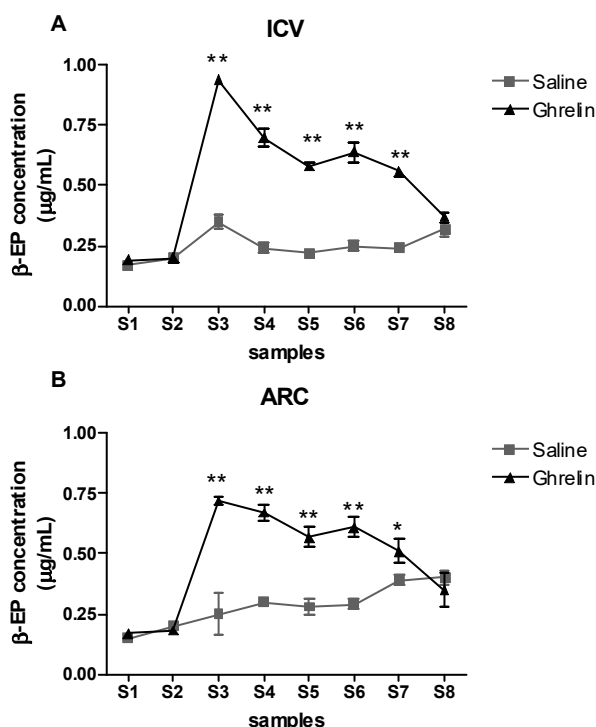 A
ICV
β-EP concentration
(µg/mL)
1.00
0.75
0.50
0.25
0.00
**
**
**
**
**
S1 S2 S3 S4 S5 S6 S7 S8
samples
Saline
Ghrelin
B
ARC
β-EP concentration
(µg/mL)
1.00
0.75
0.50
0.25
0.00
**
**
**
**
*
S1 S2 S3 S4 S5 S6 S7 S8
samples
Saline
Ghrelin